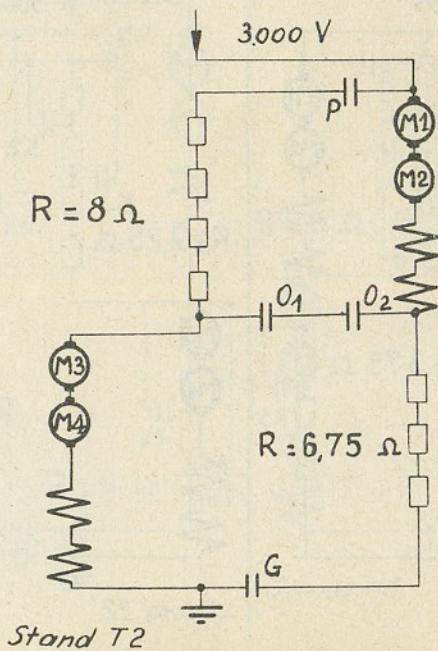 3.000 V
P
M1
M2
R = 8 Ω
O1
O2
M3
M4
R = 6,75 Ω
G
Stand T2